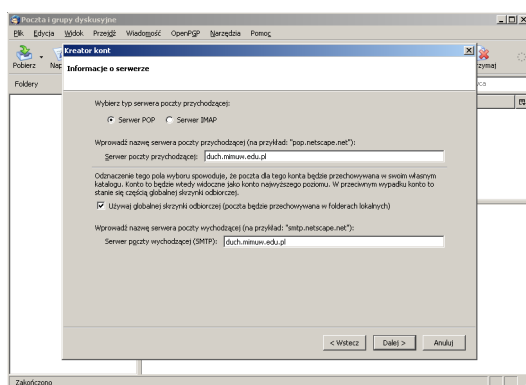 Poczta i grupy dyskusyjne
Plik Edycja Widok Przejdź Wiadomość OpenPGP Narzędzia Pomoc
Pobierz Nap
Kreator kont
zymaj
Foldery
Informacje o serwerze
Wybierz typ serwera poczty przychodzącej:
Serwer POP Serwer IMAP
Wprowadź nazwę serwera poczty przychodzącej (na przykład: "pop.netscape.net"):
Serwer poczty przychodzącej: duch.mimuw.edu.pl
Odznaczenie tego pola wyboru spowoduje, że poczta dla tego konta będzie przechowywana w swoim własnym
katalogu. Konto to będzie wtedy widoczne jako konto najwyższego poziomu. W przeciwnym wypadku konto to
stanie się częścią globalnej skrzynki odbiorczej.
Używaj globalnej skrzynki odbiorczej (poczta będzie przechowywana w folderach lokalnych)
Wprowadź nazwę serwera poczty wychodzącej (na przykład: "smtp.netscape.net"):
Serwer poczty wychodzącej (SMTP): duch.mimuw.edu.pl
< Wstecz Dalej > Anuluj
Zakończono